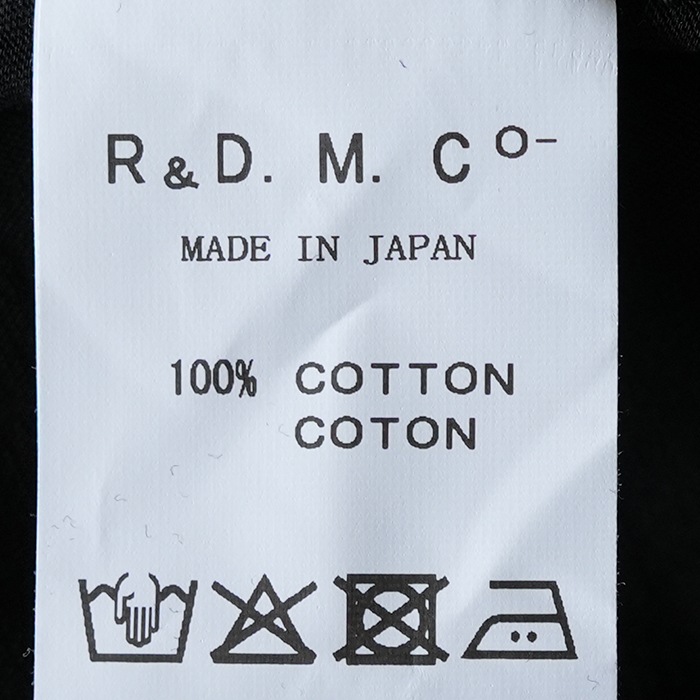 R&D. M. Cº-
MADE IN JAPAN
100% COTTON
COTON